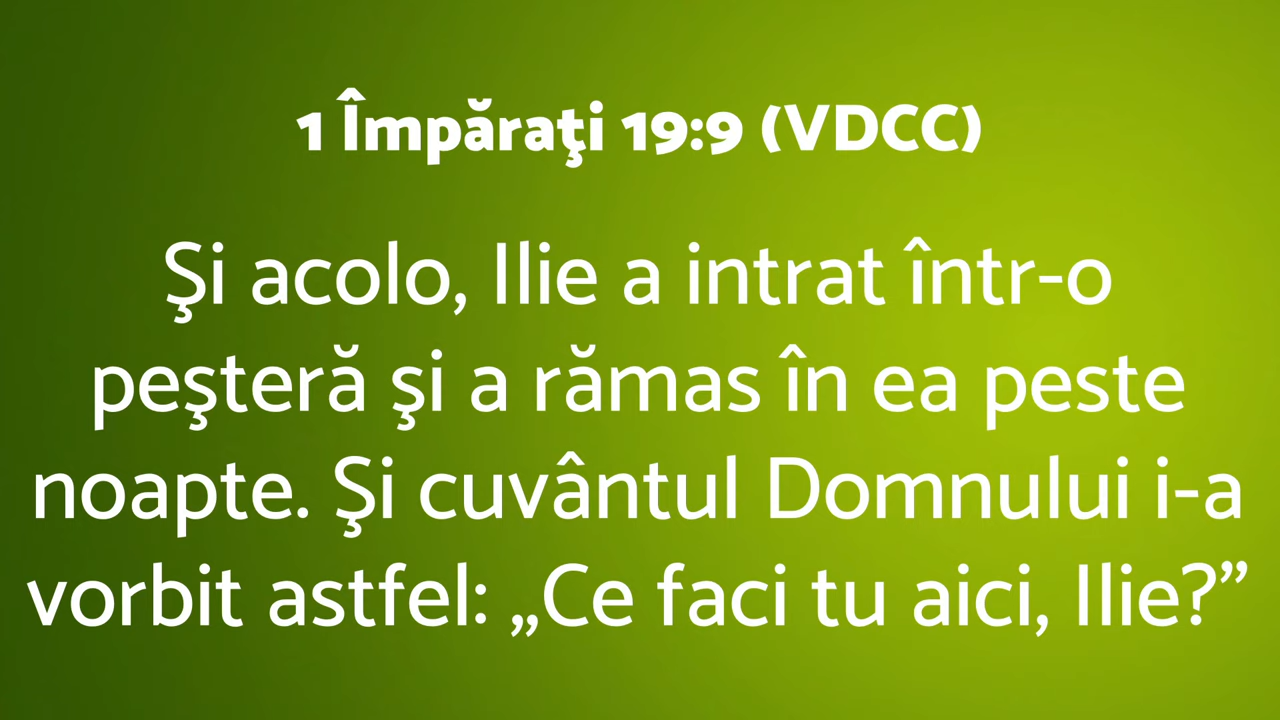 1 Împăraţi 19:9 (VDCC)
Şi acolo, Ilie a intrat într-o
peşteră şi a rămas în ea peste
noapte. Şi cuvântul Domnului i-a
vorbit astfel: „Ce faci tu aici, Ilie?”